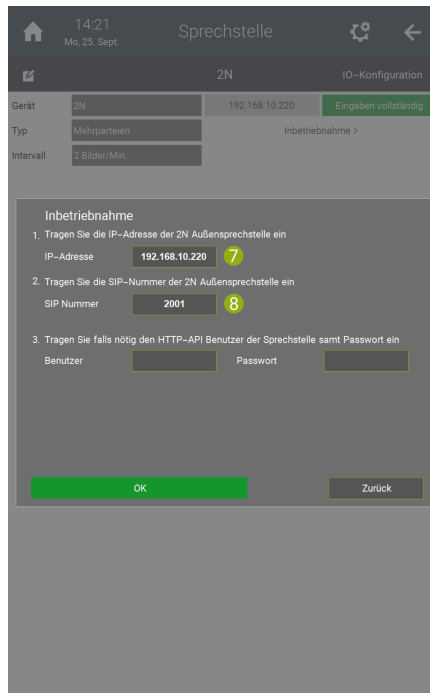 14:21
Mo, 25. Sept.
Sprechstelle
2N
IO-Konfiguration
Gerät 2N 192.168.10.220 Eingaben vollständig
Typ Mehrparteien Inbetriebnahme >
Intervall 2 Bilder/Min.
Inbetriebnahme
1. Tragen Sie die IP-Adresse der 2N Außensprechstelle ein
IP-Adresse 192.168.10.220 7
2. Tragen Sie die SIP-Nummer der 2N Außensprechstelle ein
SIP Nummer 2001 8
3. Tragen Sie falls nötig den HTTP-API Benutzer der Sprechstelle samt Passwort ein
Benutzer Passwort
OK Zurück